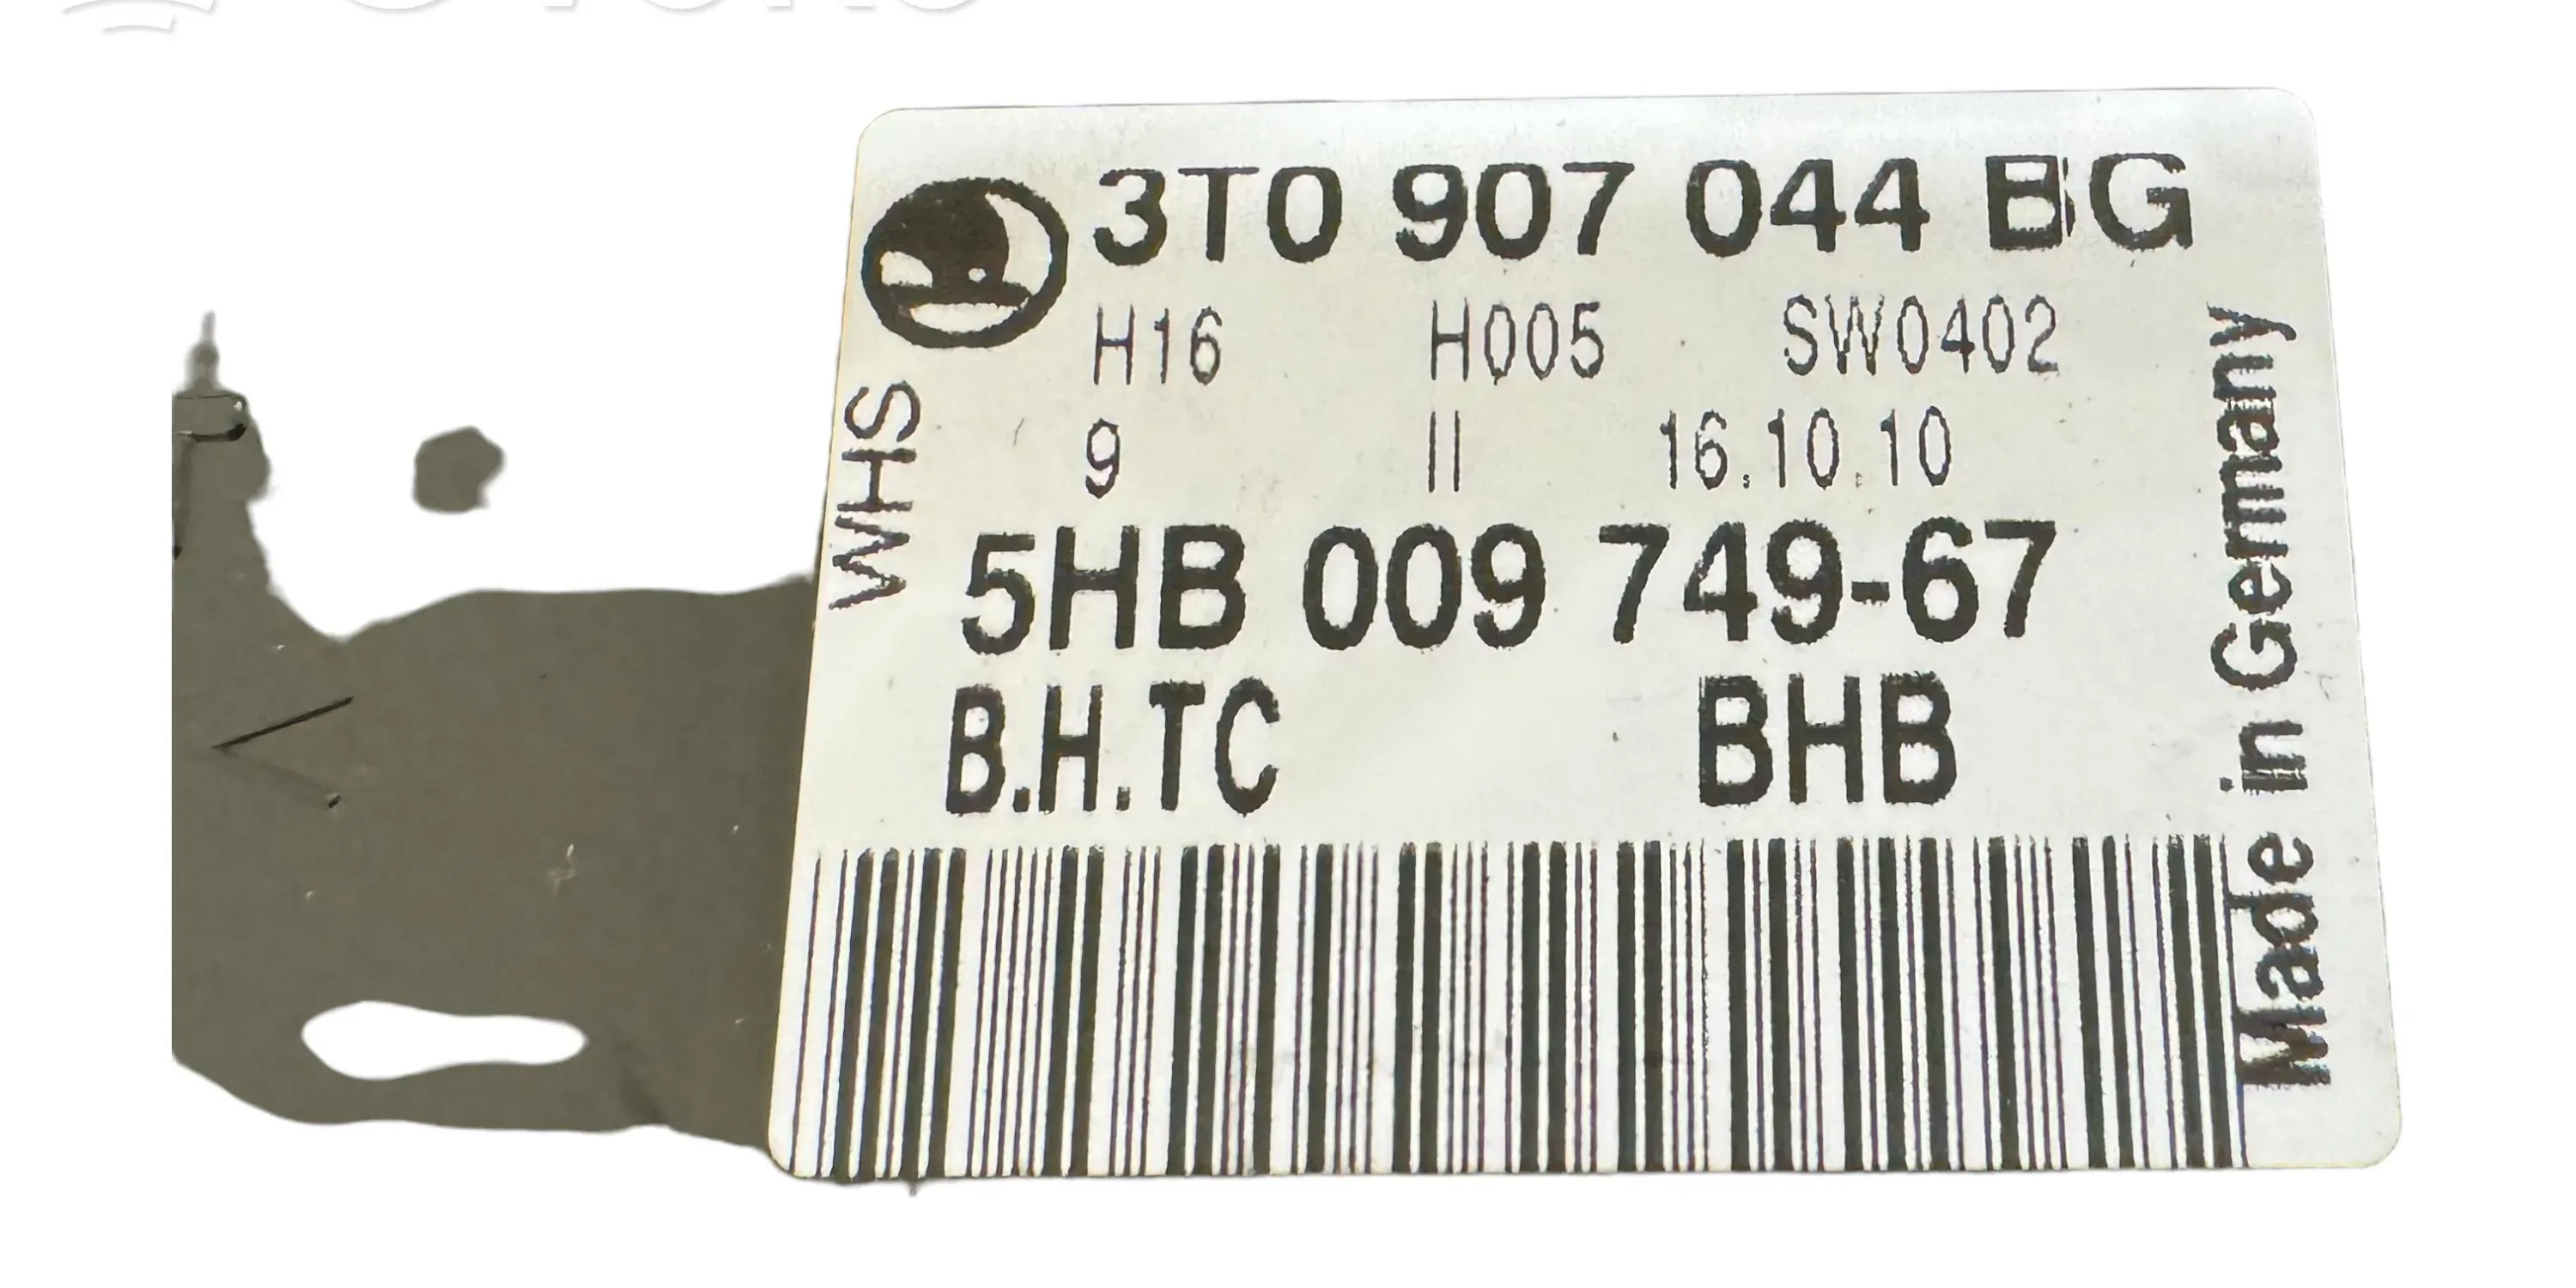 3T0 907 044 BG
H16 H005 SW0402
9 II 16.10.10
WHS
5HB 009 749-67
B.H.TC BHB
Made in Germany